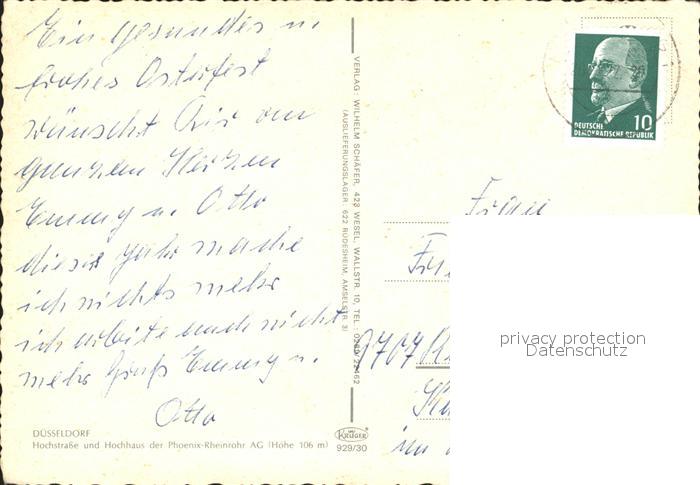 Ein gesundes u.
frohes Osterfest
wünscht Dir von
ganzem Herzen
Emmy u. Otto
dieses Jahr mache
ich nichts mehr
ich arbeite auch nicht
mehr Gruß Emmy u.
Otto
DÜSSELDORF
Hochstraße und Hochhaus der Phoenix-Rheinrohr AG (Höhe 106 m)
VERLAG: WILHELM SCHÄFER, 423 WESEL, WALLSTR. 10, TEL.: 0281/22462
(AUSLIEFERUNGSLAGER: 622 RÜDESHEIM, AMSELSTR. 3)
KRÜGER
929/30
DEUTSCHE
DEMOKRATISCHE REPUBLIK
10
Frau
privacy protection
Datenschutz